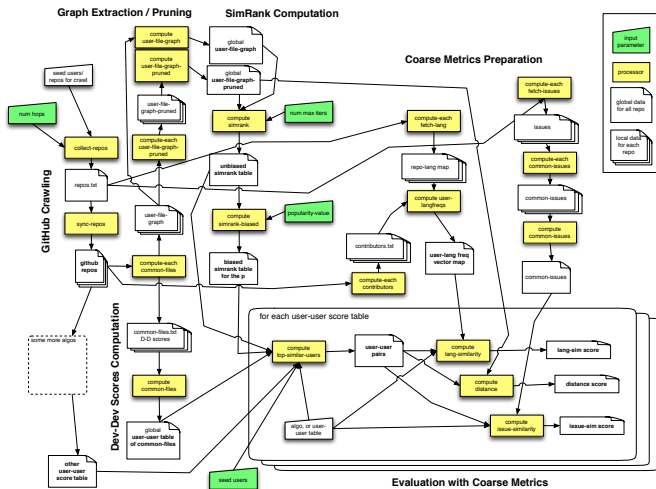 Graph Extraction / Pruning
SimRank Computation
Coarse Metrics Preparation
GitHub Crawling
Dev-Dev Scores Computation
Evaluation with Coarse Metrics
input
parameter
processor
global data
for all repo
local data for
each repo
seed users/
repos for crawl
num hops
collect-repos
repos.txt
sync-repos
github
repos
some more algos
other
user-user
score table
compute
user-file-graph
compute
user-file-graph-
pruned
user-file-
graph-pruned
compute-each
user-file-graph-
pruned
user-file-
graph
compute-each
common-files
common-files.txt
D-D scores
compute
common-files
global
user-user table
of common-files
global
user-file-graph
global
user-file-graph-
pruned
compute
simrank
num max iters
unbiased
simrank table
compute
simrank-biased
popularity-value
biased
simrank table
for the p
compute-each
fetch-lang
repo-lang map
compute user-
langfreqs
contributors.txt
compute-each
contributors
user-lang freq
vector map
compute-each
fetch-issues
issues
compute-each
common-issues
common-issues
compute
common-issues
common-issues
for each user-user score table
compute
top-similar-users
user-user
pairs
compute
lang-similarity
lang-sim score
compute
distance
distance score
algo, or user-
user table
compute
issue-similarity
issue-sim score
seed users